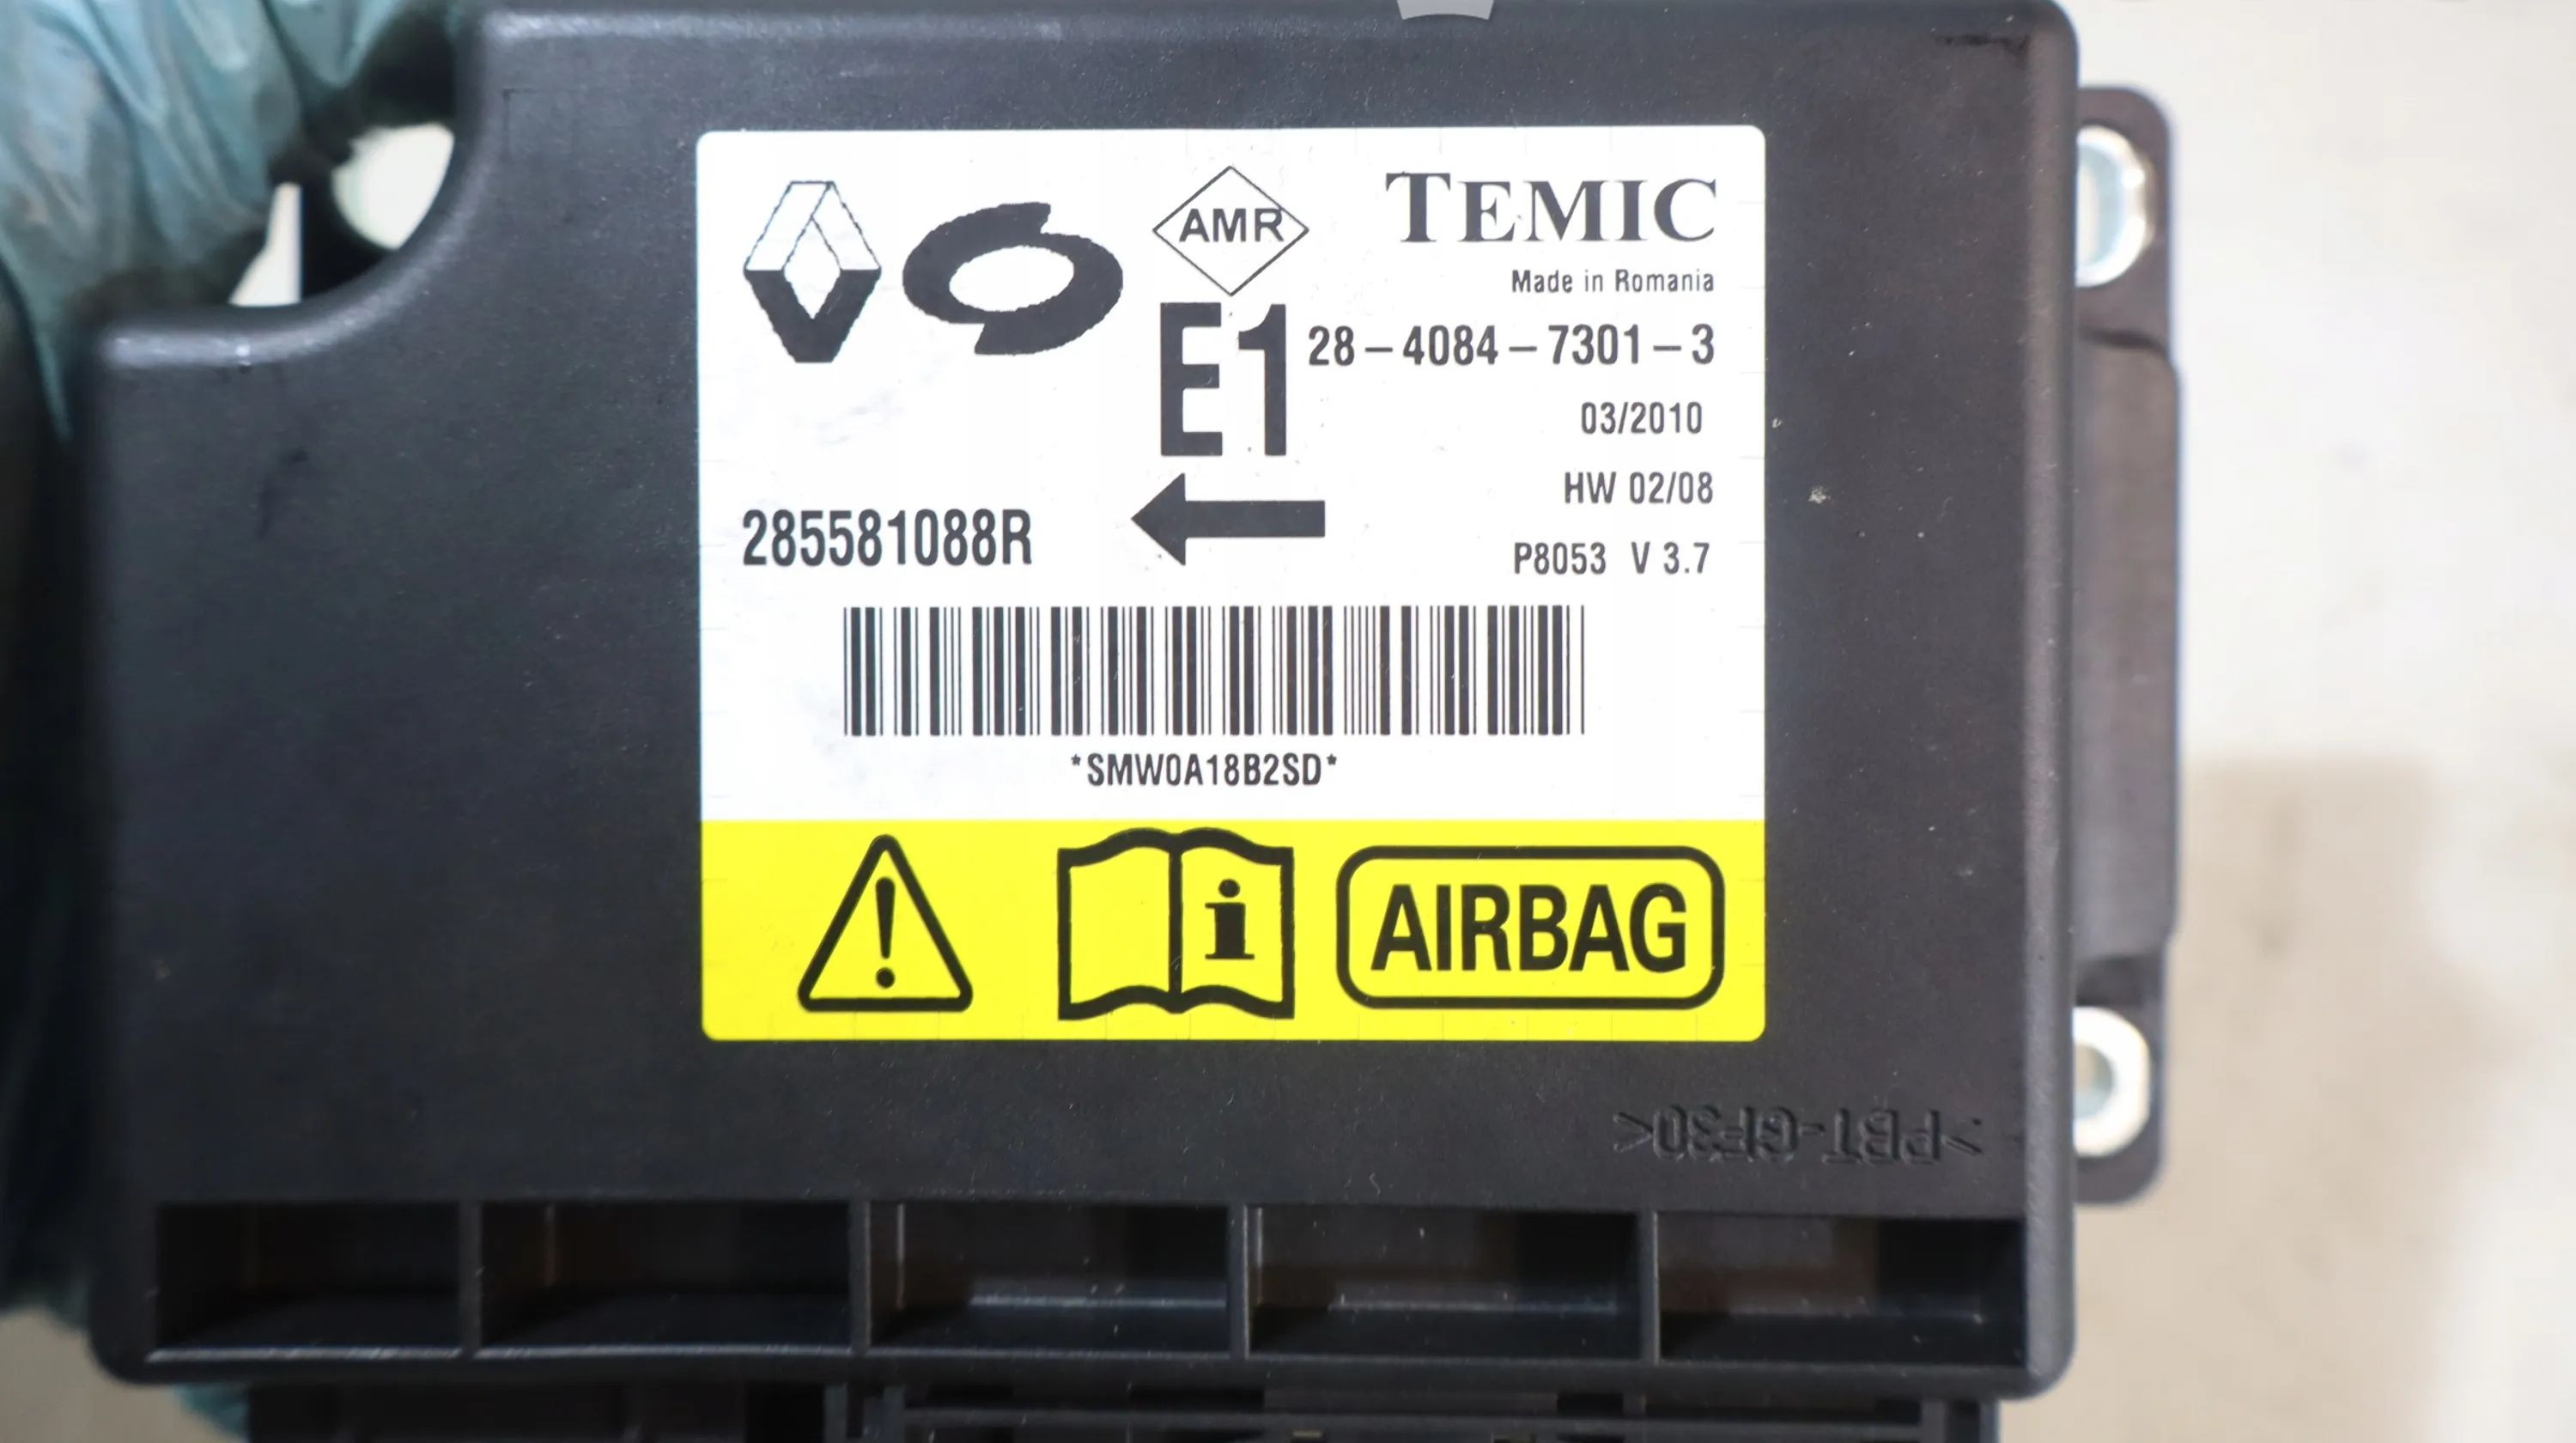 AMR
TEMIC
Made in Romania
E1
28-4084-7301-3
03/2010
HW 02/08
285581088R
P8053 V 3.7
*SMW0A18B2SD*
! i AIRBAG
>PBT-GF30<